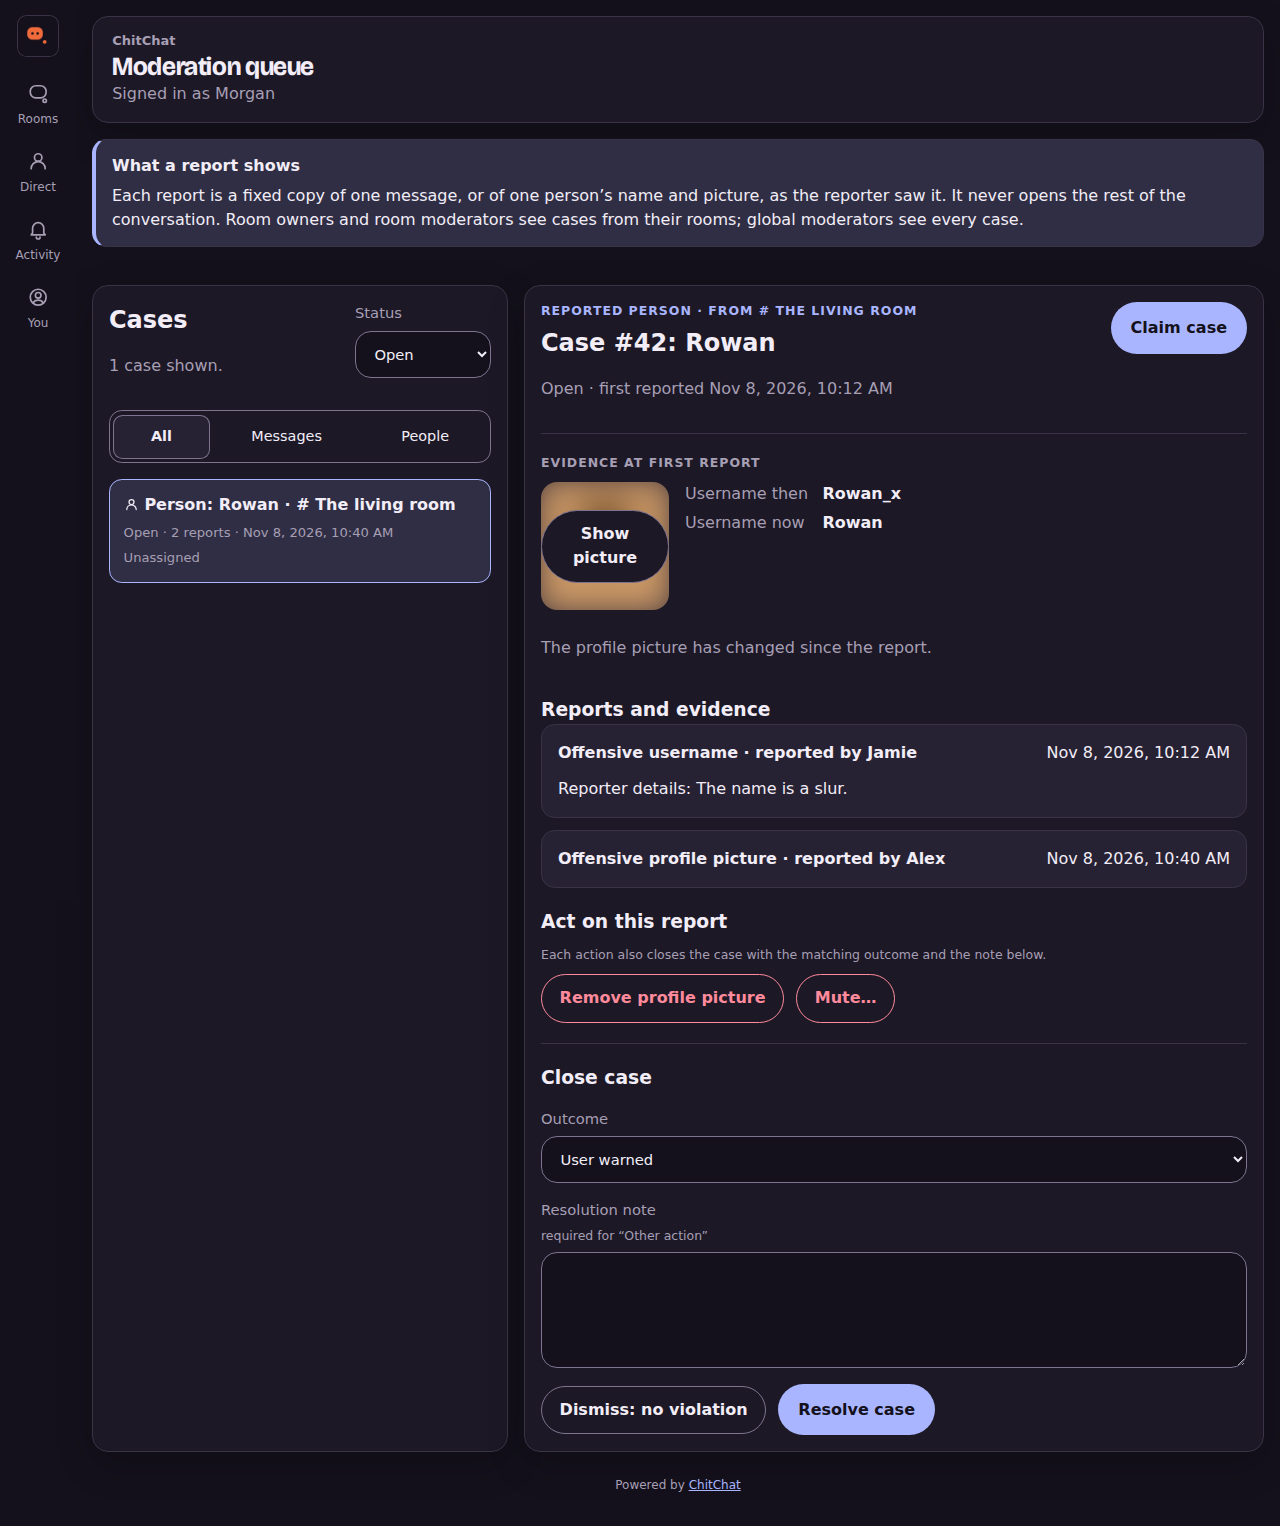 ChitChat
Moderation queue
Signed in as Morgan
Rooms
Direct
Activity
You
What a report shows
Each report is a fixed copy of one message, or of one person’s name and picture, as the reporter saw it. It never opens the rest of the
conversation. Room owners and room moderators see cases from their rooms; global moderators see every case.
Cases
1 case shown.
Status
Open
All
Messages
People
Person: Rowan · # The living room
Open · 2 reports · Nov 8, 2026, 10:40 AM
Unassigned
REPORTED PERSON · FROM # THE LIVING ROOM
Case #42: Rowan
Claim case
Open · first reported Nov 8, 2026, 10:12 AM
EVIDENCE AT FIRST REPORT
Show
picture
Username then Rowan_x
Username now Rowan
The profile picture has changed since the report.
Reports and evidence
Offensive username · reported by Jamie Nov 8, 2026, 10:12 AM
Reporter details: The name is a slur.
Offensive profile picture · reported by Alex Nov 8, 2026, 10:40 AM
Act on this report
Each action also closes the case with the matching outcome and the note below.
Remove profile picture
Mute…
Close case
Outcome
User warned
Resolution note
required for “Other action”
Dismiss: no violation
Resolve case
Powered by ChitChat